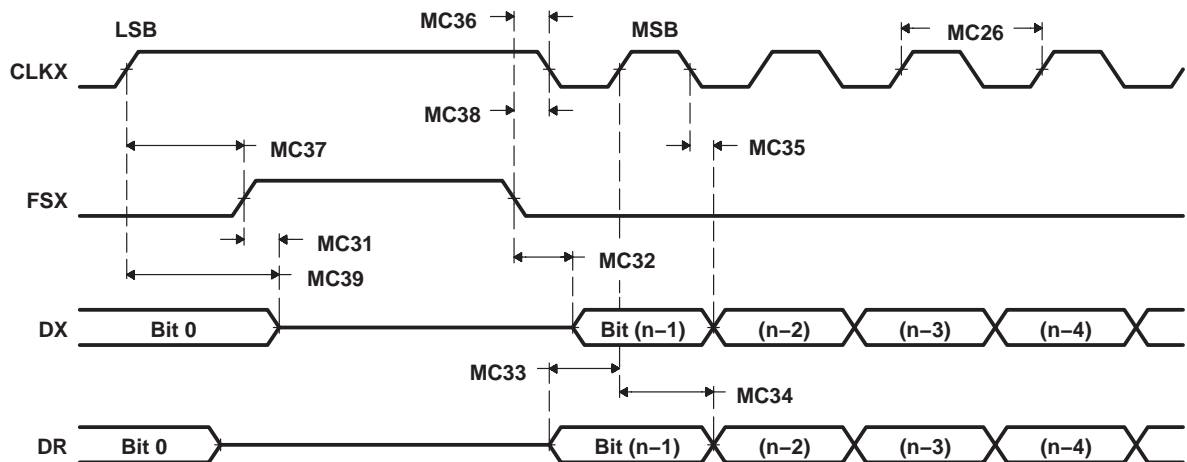 LSB
MC36
MSB
MC26
CLKX
MC38
MC37
MC35
FSX
MC31
MC32
MC39
DX
Bit 0
Bit (n−1)
(n−2)
(n−3)
(n−4)
MC33
MC34
DR
Bit 0
Bit (n−1)
(n−2)
(n−3)
(n−4)